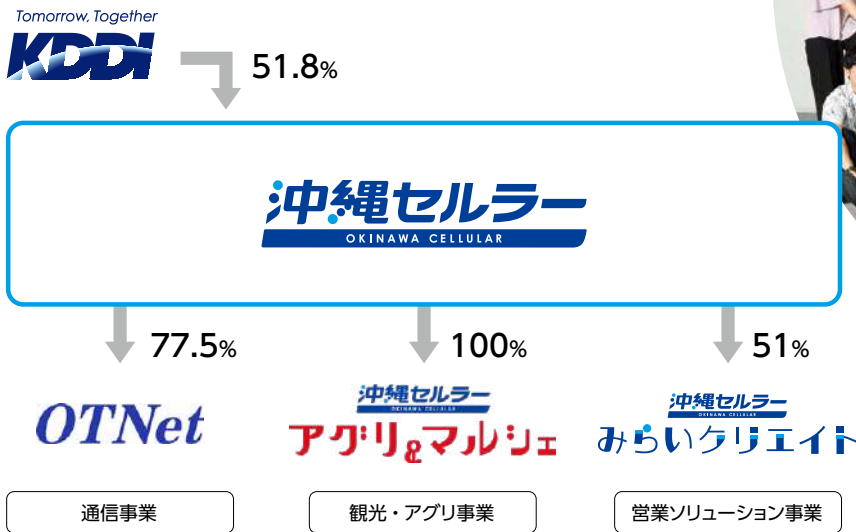 Tomorrow, Together
KDDI
51.8%
沖縄セルラー
OKINAWA CELLULAR
77.5%
100%
51%
OTNet
沖縄セルラー
OKINAWA CELLULAR
アグリ&マルシェ
沖縄セルラー
OKINAWA CELLULAR
みらいクリエイト
通信事業
観光・アグリ事業
営業ソリューション事業